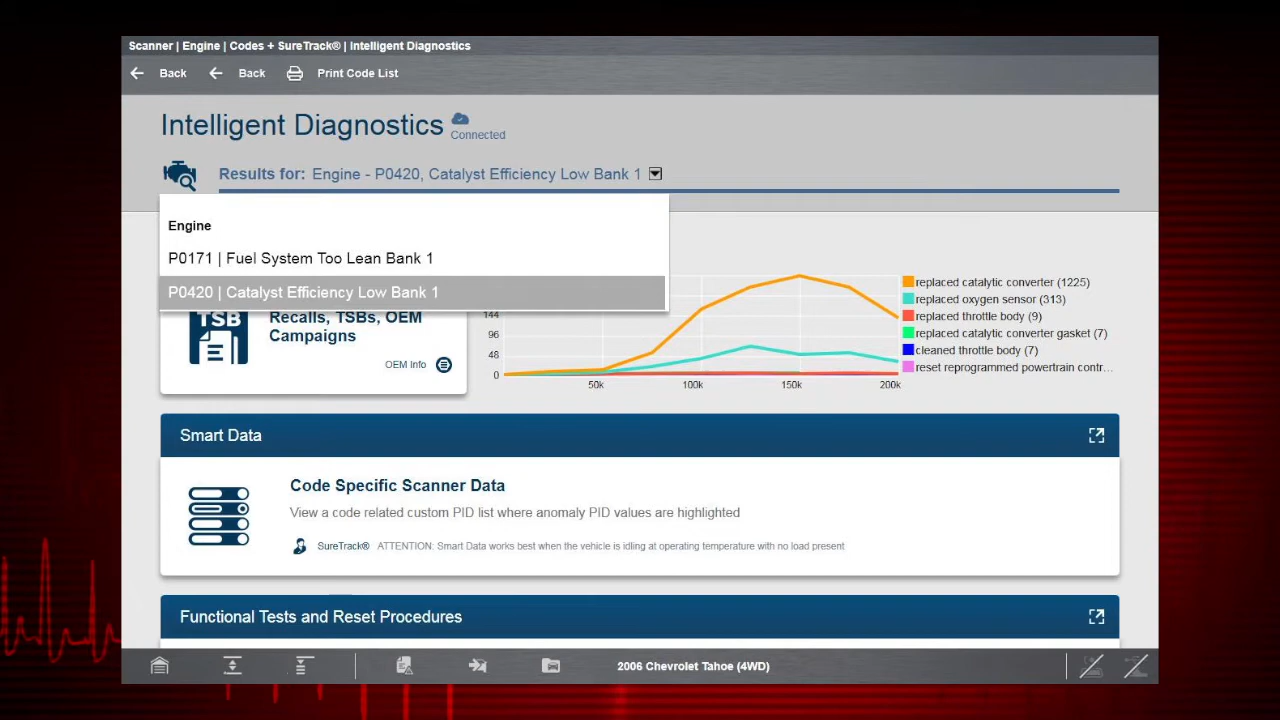 Scanner | Engine | Codes + SureTrack® | Intelligent Diagnostics
Back Back Print Code List
Intelligent Diagnostics
Connected
Results for: Engine - P0420, Catalyst Efficiency Low Bank 1
Engine
P0171 | Fuel System Too Lean Bank 1
P0420 | Catalyst Efficiency Low Bank 1
TSB
Recalls, TSBs, OEM
Campaigns
OEM Info
144
96
48
0
50k 100k 150k 200k
replaced catalytic converter (1225)
replaced oxygen sensor (313)
replaced throttle body (9)
replaced catalytic converter gasket (7)
cleaned throttle body (7)
reset reprogrammed powertrain contr...
Smart Data
Code Specific Scanner Data
View a code related custom PID list where anomaly PID values are highlighted
SureTrack® ATTENTION: Smart Data works best when the vehicle is idling at operating temperature with no load present
Functional Tests and Reset Procedures
2006 Chevrolet Tahoe (4WD)